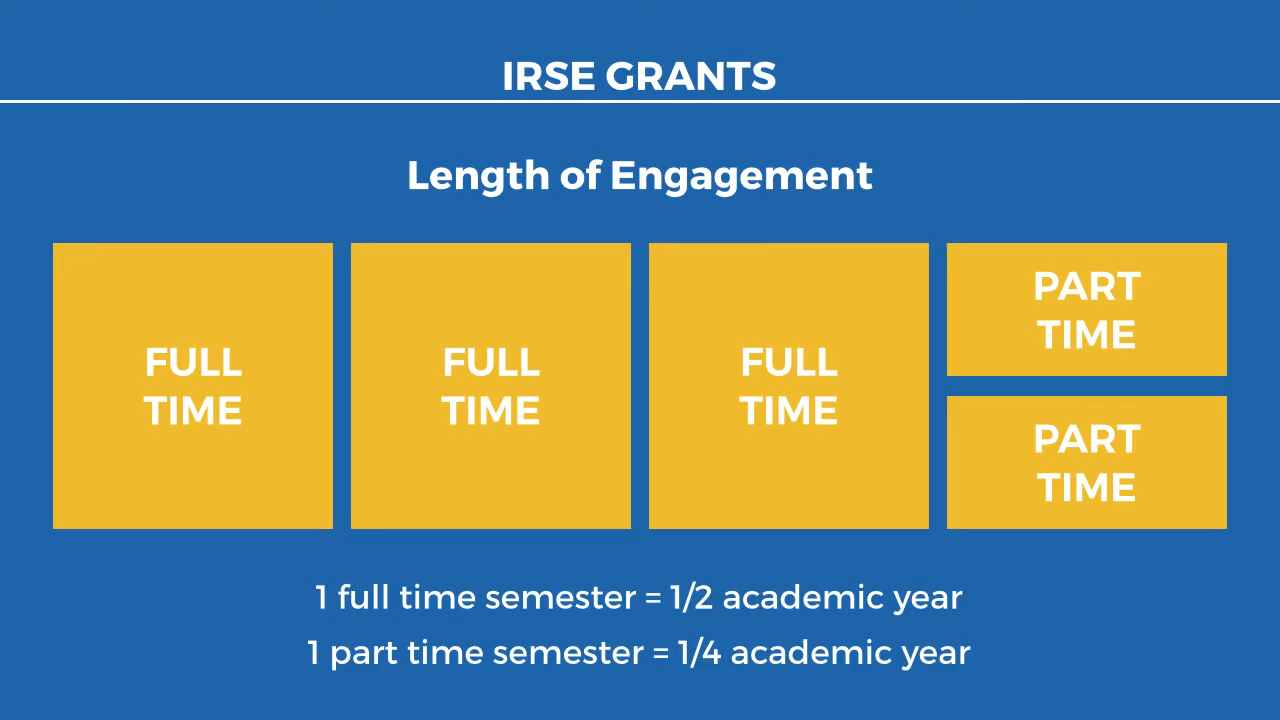 IRSE GRANTS
Length of Engagement
FULL
TIME
FULL
TIME
FULL
TIME
PART
TIME
PART
TIME
1 full time semester = 1/2 academic year
1 part time semester = 1/4 academic year